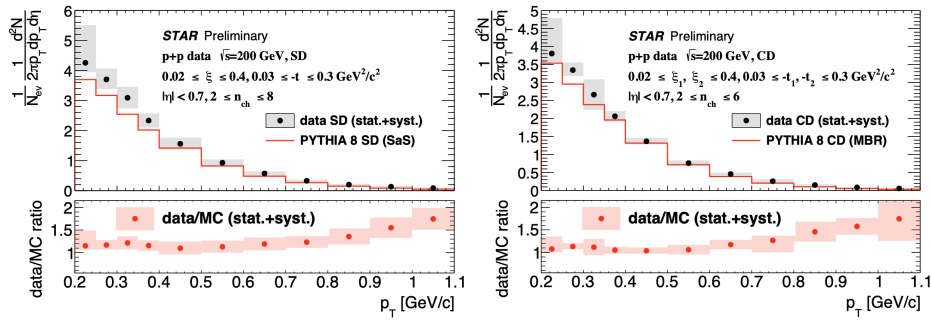 1/N_ev 1/2πp_T d²N/dp_T dη
6
5
4
3
2
1
0
STAR Preliminary
p+p data √s=200 GeV, SD
0.02 ≤ ξ ≤ 0.4, 0.03 ≤ -t ≤ 0.3 GeV²/c²
|η| < 0.7, 2 ≤ n_ch ≤ 8
data SD (stat.+syst.)
PYTHIA 8 SD (SaS)
data/MC ratio
2
1.5
1
data/MC (stat.+syst.)
0.2 0.3 0.4 0.5 0.6 0.7 0.8 0.9 1 1.1
p_T [GeV/c]
1/N_ev 1/2πp_T d²N/dp_T dη
5
4.5
4
3.5
3
2.5
2
1.5
1
0.5
0
STAR Preliminary
p+p data √s=200 GeV, CD
0.02 ≤ ξ₁, ξ₂ ≤ 0.4, 0.03 ≤ -t₁, -t₂ ≤ 0.3 GeV²/c²
|η| < 0.7, 2 ≤ n_ch ≤ 6
data CD (stat.+syst.)
PYTHIA 8 CD (MBR)
data/MC ratio
2
1.5
1
data/MC (stat.+syst.)
0.2 0.3 0.4 0.5 0.6 0.7 0.8 0.9 1 1.1
p_T [GeV/c]